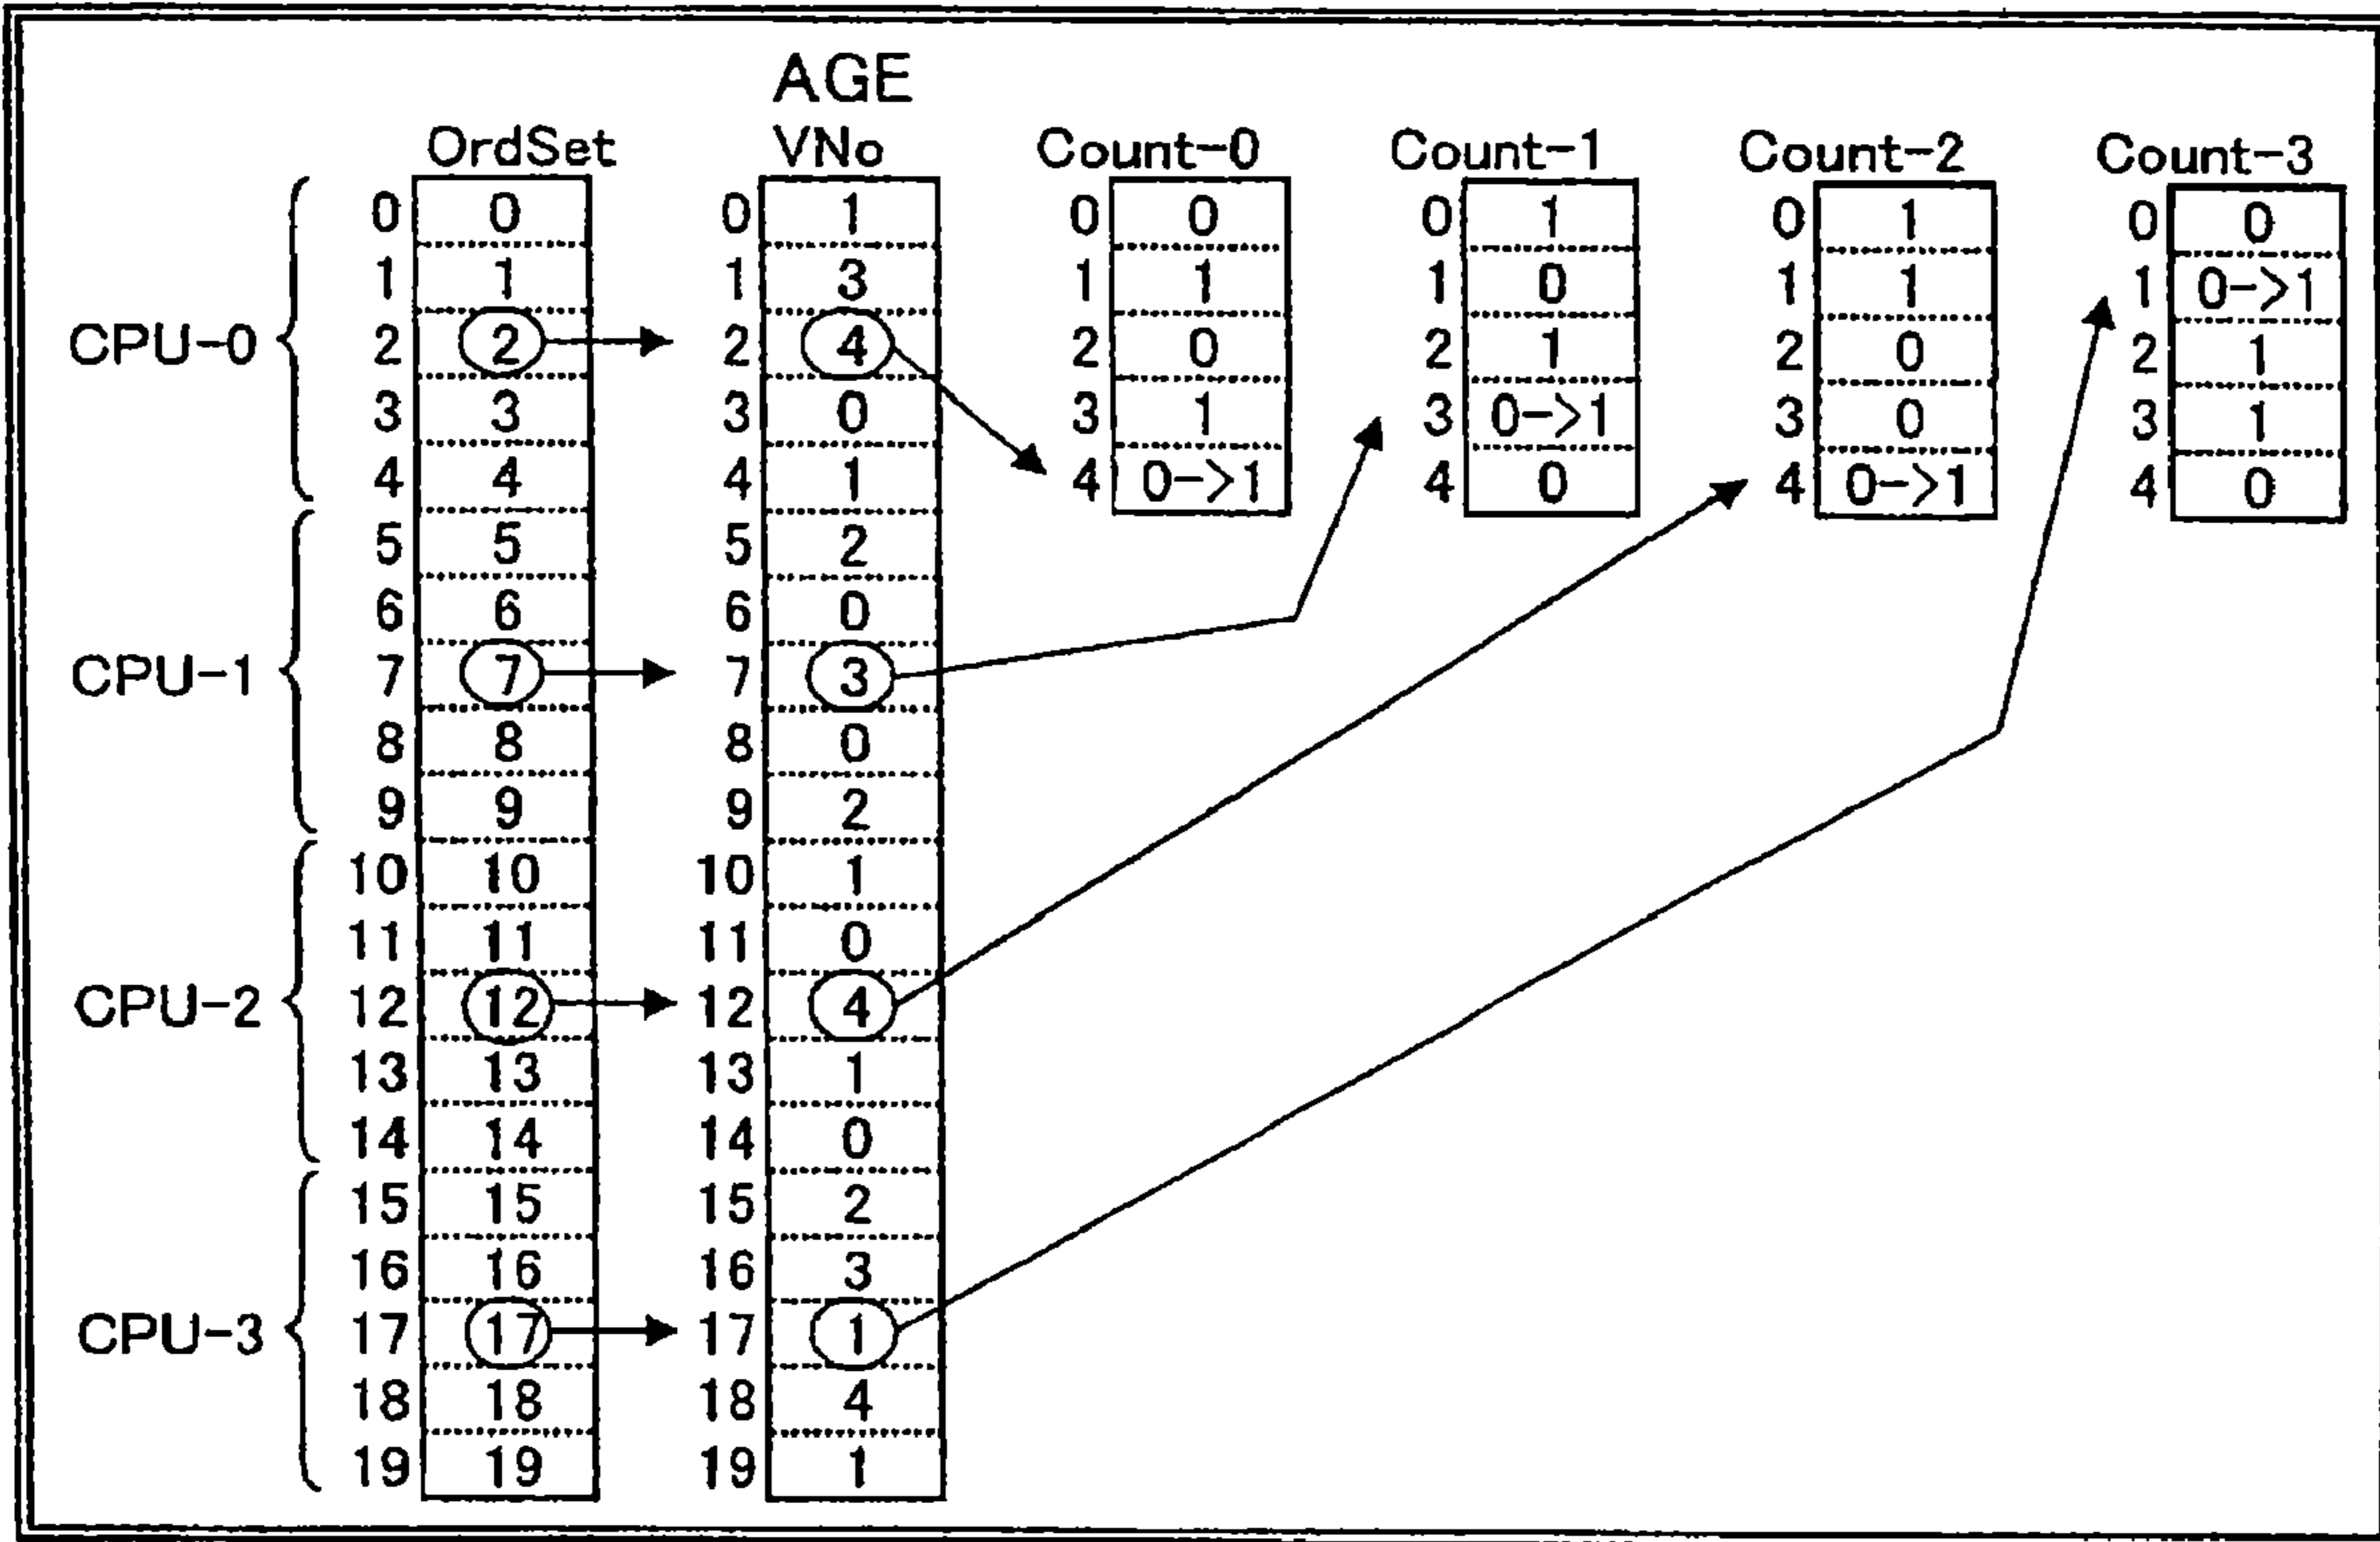 AGE
OrdSet VNo Count-0 Count-1 Count-2 Count-3
0 0 0 1 0 0 0 1 0 1 0 0
1 1 1 3 1 1 1 0 1 1 1 0->1
CPU-0 2 2 2 4 2 0 2 1 2 0 2 1
3 3 3 0 3 1 3 0->1 3 0 3 1
4 4 4 1 4 0->1 4 0 4 0->1 4 0
5 5 5 2
6 6 6 0
CPU-1 7 7 7 3
8 8 8 0
9 9 9 2
10 10 10 1
11 11 11 0
CPU-2 12 12 12 4
13 13 13 1
14 14 14 0
15 15 15 2
16 16 16 3
CPU-3 17 17 17 1
18 18 18 4
19 19 19 1